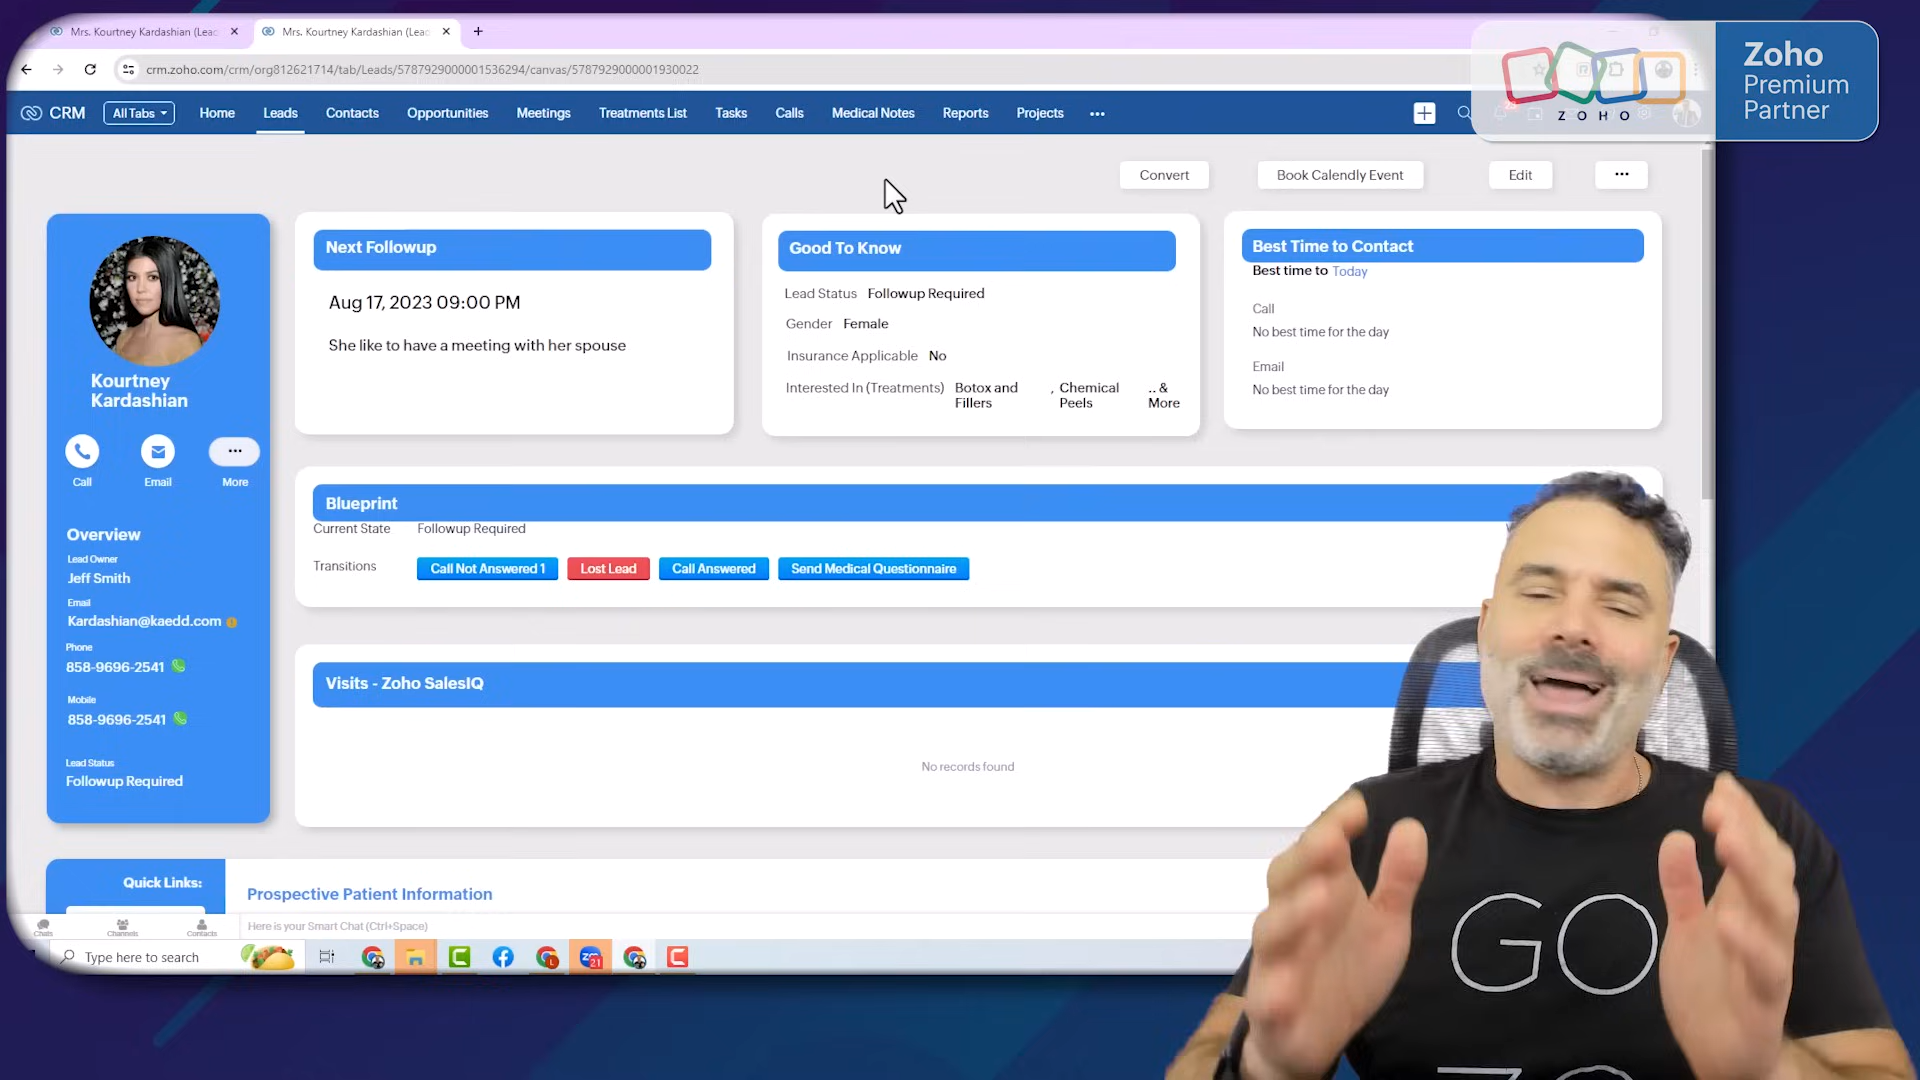 Mrs. Kourtney Kardashian (Lead
Mrs. Kourtney Kardashian (Lead
crm.zoho.com/crm/org812621714/tab/Leads/5787929000001536294/canvas/5787929000001930022
Zoho
Premium
Partner
ZOHO
CRM
All Tabs
Home
Leads
Contacts
Opportunities
Meetings
Treatments List
Tasks
Calls
Medical Notes
Reports
Projects
Convert
Book Calendly Event
Edit
Kourtney
Kardashian
Call
Email
More
Overview
Lead Owner
Jeff Smith
Email
Kardashian@kaedd.com
Phone
858-9696-2541
Mobile
858-9696-2541
Lead Status
Followup Required
Next Followup
Aug 17, 2023 09:00 PM
She like to have a meeting with her spouse
Good To Know
Lead Status Followup Required
Gender Female
Insurance Applicable No
Interested In (Treatments) Botox and Fillers , Chemical Peels .. & More
Best Time to Contact
Best time to Today
Call
No best time for the day
Email
No best time for the day
Blueprint
Current State Followup Required
Transitions Call Not Answered 1 Lost Lead Call Answered Send Medical Questionnaire
Visits - Zoho SalesIQ
No records found
Quick Links:
Prospective Patient Information
Chats
Channels
Contacts
Here is your Smart Chat (Ctrl+Space)
Type here to search
21
GO